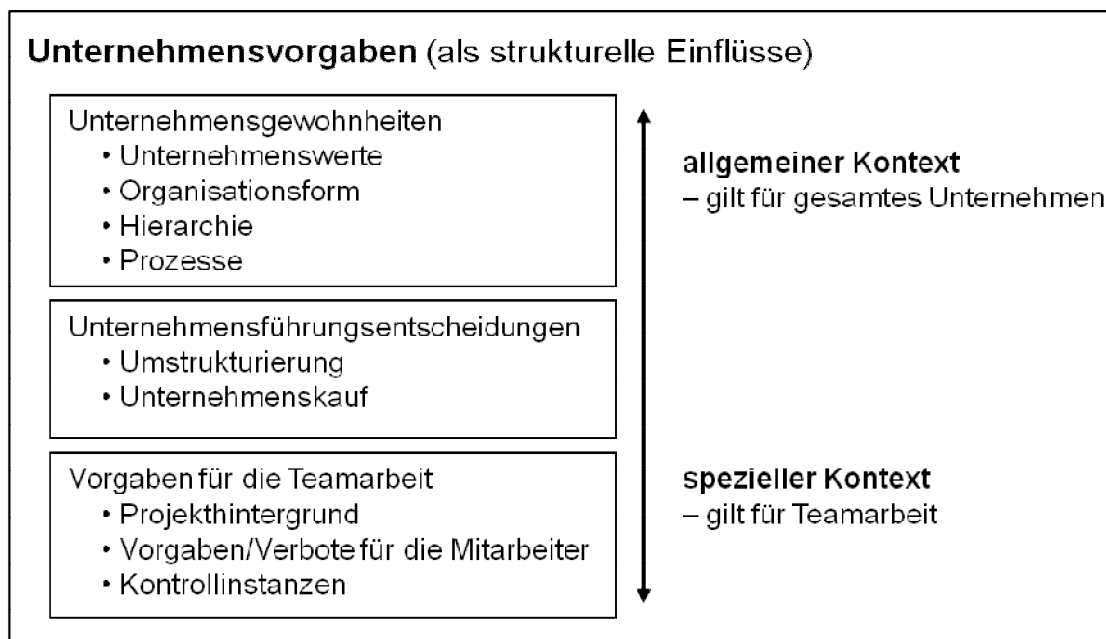 Unternehmensvorgaben (als strukturelle Einflüsse)
Unternehmensgewohnheiten
• Unternehmenswerte
• Organisationsform
• Hierarchie
• Prozesse
allgemeiner Kontext
– gilt für gesamtes Unternehmen
Unternehmensführungsentscheidungen
• Umstrukturierung
• Unternehmenskauf
Vorgaben für die Teamarbeit
• Projekthintergrund
• Vorgaben/Verbote für die Mitarbeiter
• Kontrollinstanzen
spezieller Kontext
– gilt für Teamarbeit